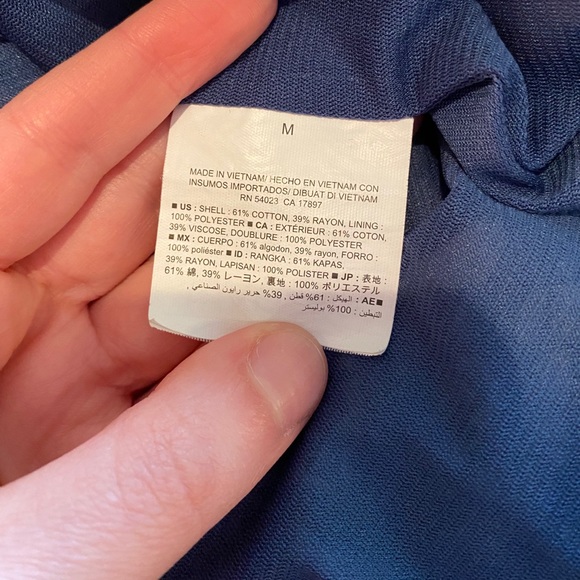 M
MADE IN VIETNAM/ HECHO EN VIETNAM CON
INSUMOS IMPORTADOS/ DIBUAT DI VIETNAM
RN 54023 CA 17897
■ US : SHELL : 61% COTTON, 39% RAYON, LINING :
100% POLYESTER ■ CA : EXTÉRIEUR : 61% COTON,
39% VISCOSE, DOUBLURE : 100% POLYESTER
■ MX : CUERPO : 61% algodon, 39% rayon, FORRO :
100% poliéster ■ ID : RANGKA : 61% KAPAS,
39% RAYON, LAPISAN : 100% POLISTER ■ JP : 表地 :
61% 綿, 39% レーヨン, 裏地 : 100% ポリエステル
■ AE : الهيكل : 61% قطن , 39% حرير رايون الصناعي ,
التبطين : 100% بوليستر